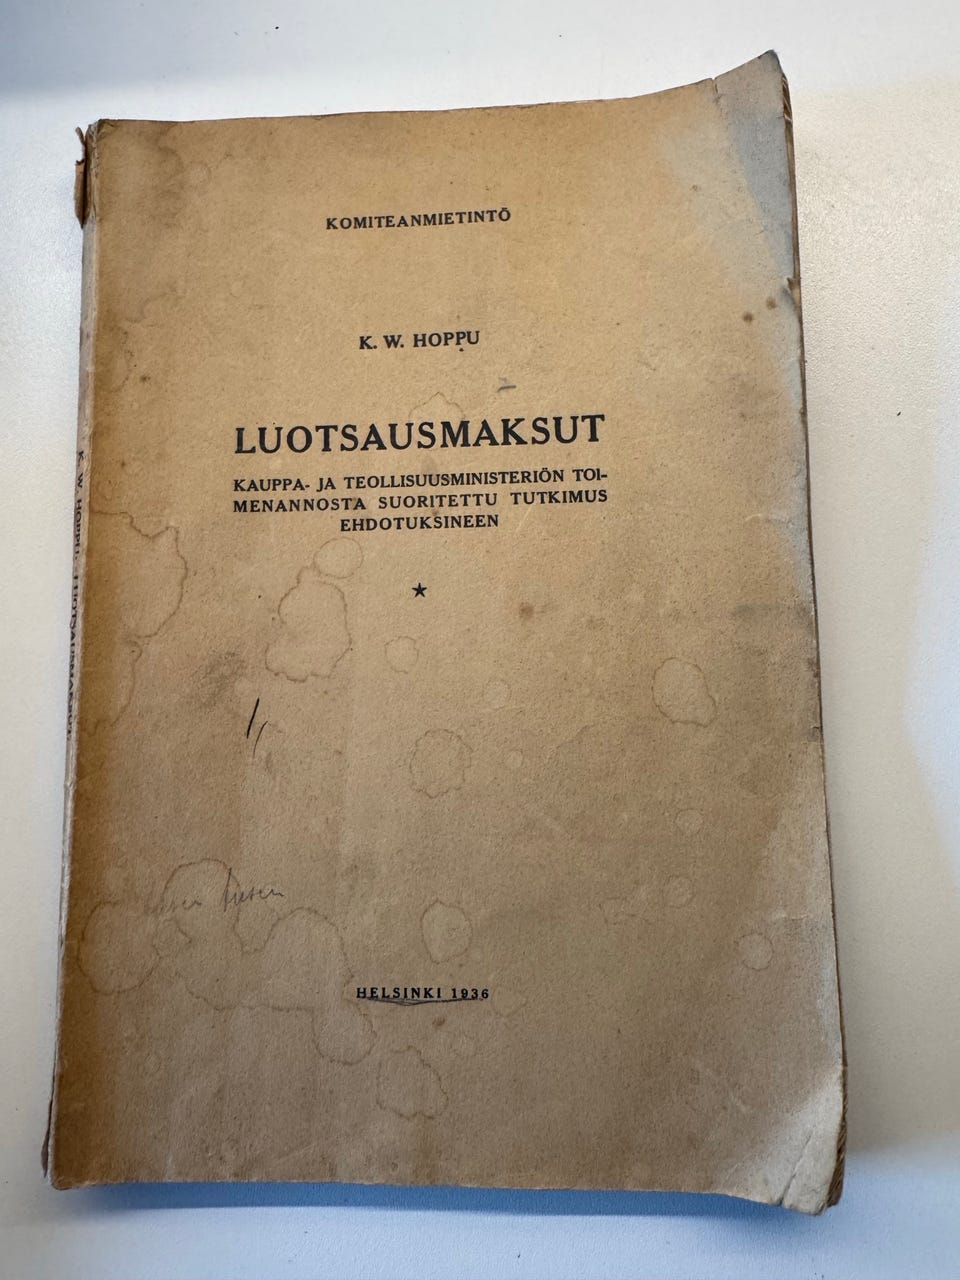 KOMITEANMIETINTÖ
K. W. HOPPU
LUOTSAUSMAKSUT
KAUPPA- JA TEOLLISUUSMINISTERIÖN TOI-
MENANNOSTA SUORITETTU TUTKIMUS
EHDOTUKSINEEN
HELSINKI 1936
K. W. HOPPU: LUOTSAUSMAKSUT